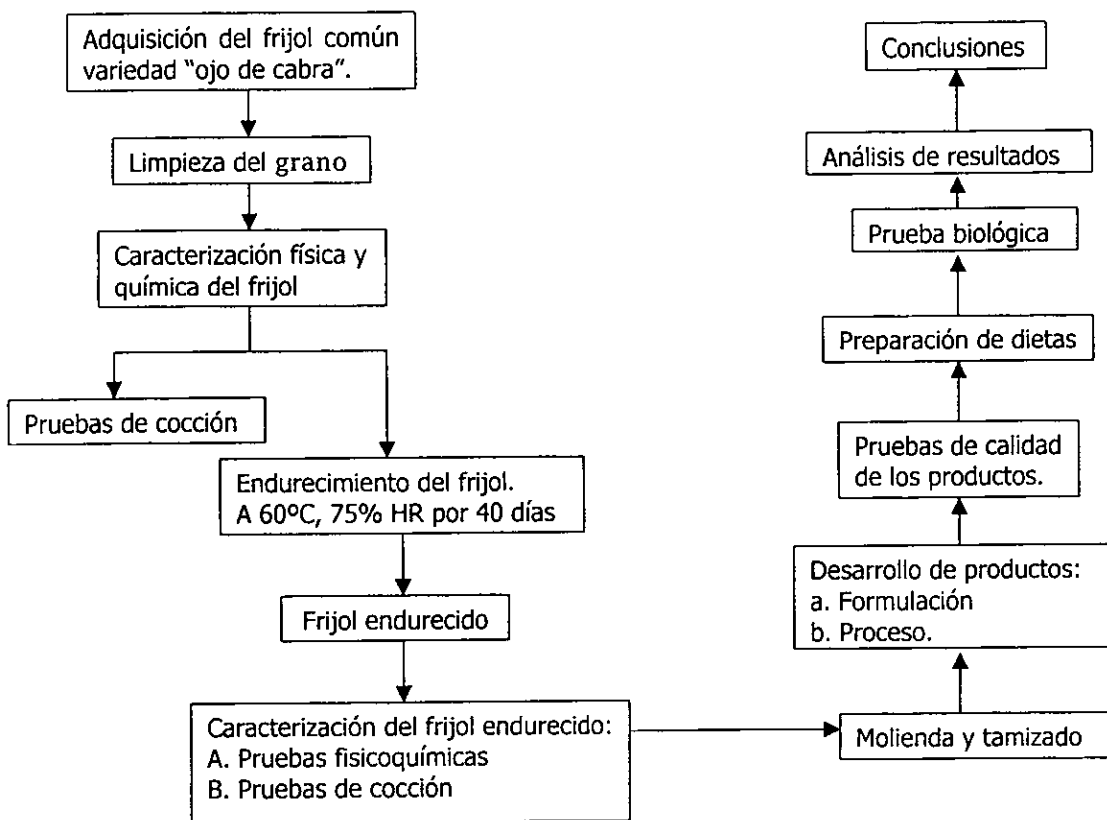 Adquisición del frijol común
variedad "ojo de cabra".
Limpieza del grano
Caracterización física y
química del frijol
Pruebas de cocción
Endurecimiento del frijol.
A 60ºC, 75% HR por 40 días
Frijol endurecido
Caracterización del frijol endurecido:
A. Pruebas fisicoquímicas
B. Pruebas de cocción
Molienda y tamizado
Desarrollo de productos:
a. Formulación
b. Proceso.
Pruebas de calidad
de los productos.
Preparación de dietas
Prueba biológica
Análisis de resultados
Conclusiones